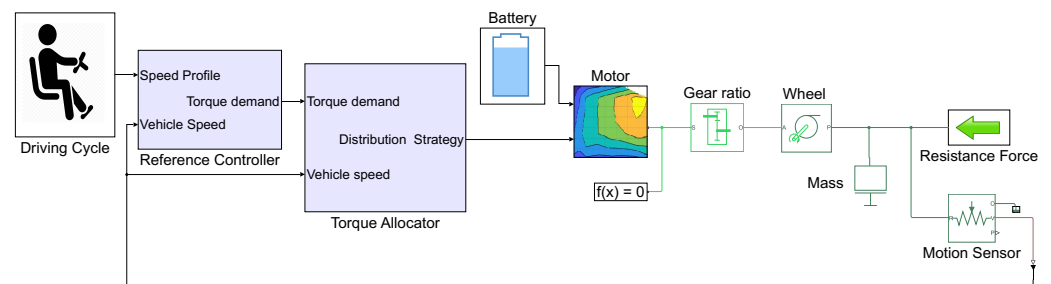 Driving Cycle
Speed Profile
Torque demand
Vehicle Speed
Reference Controller
Torque demand
Distribution Strategy
Vehicle speed
Torque Allocator
Battery
Motor
f(x) = 0
Gear ratio
S
O
Wheel
A
P
Mass
Resistance Force
R
O
V
P
Motion Sensor